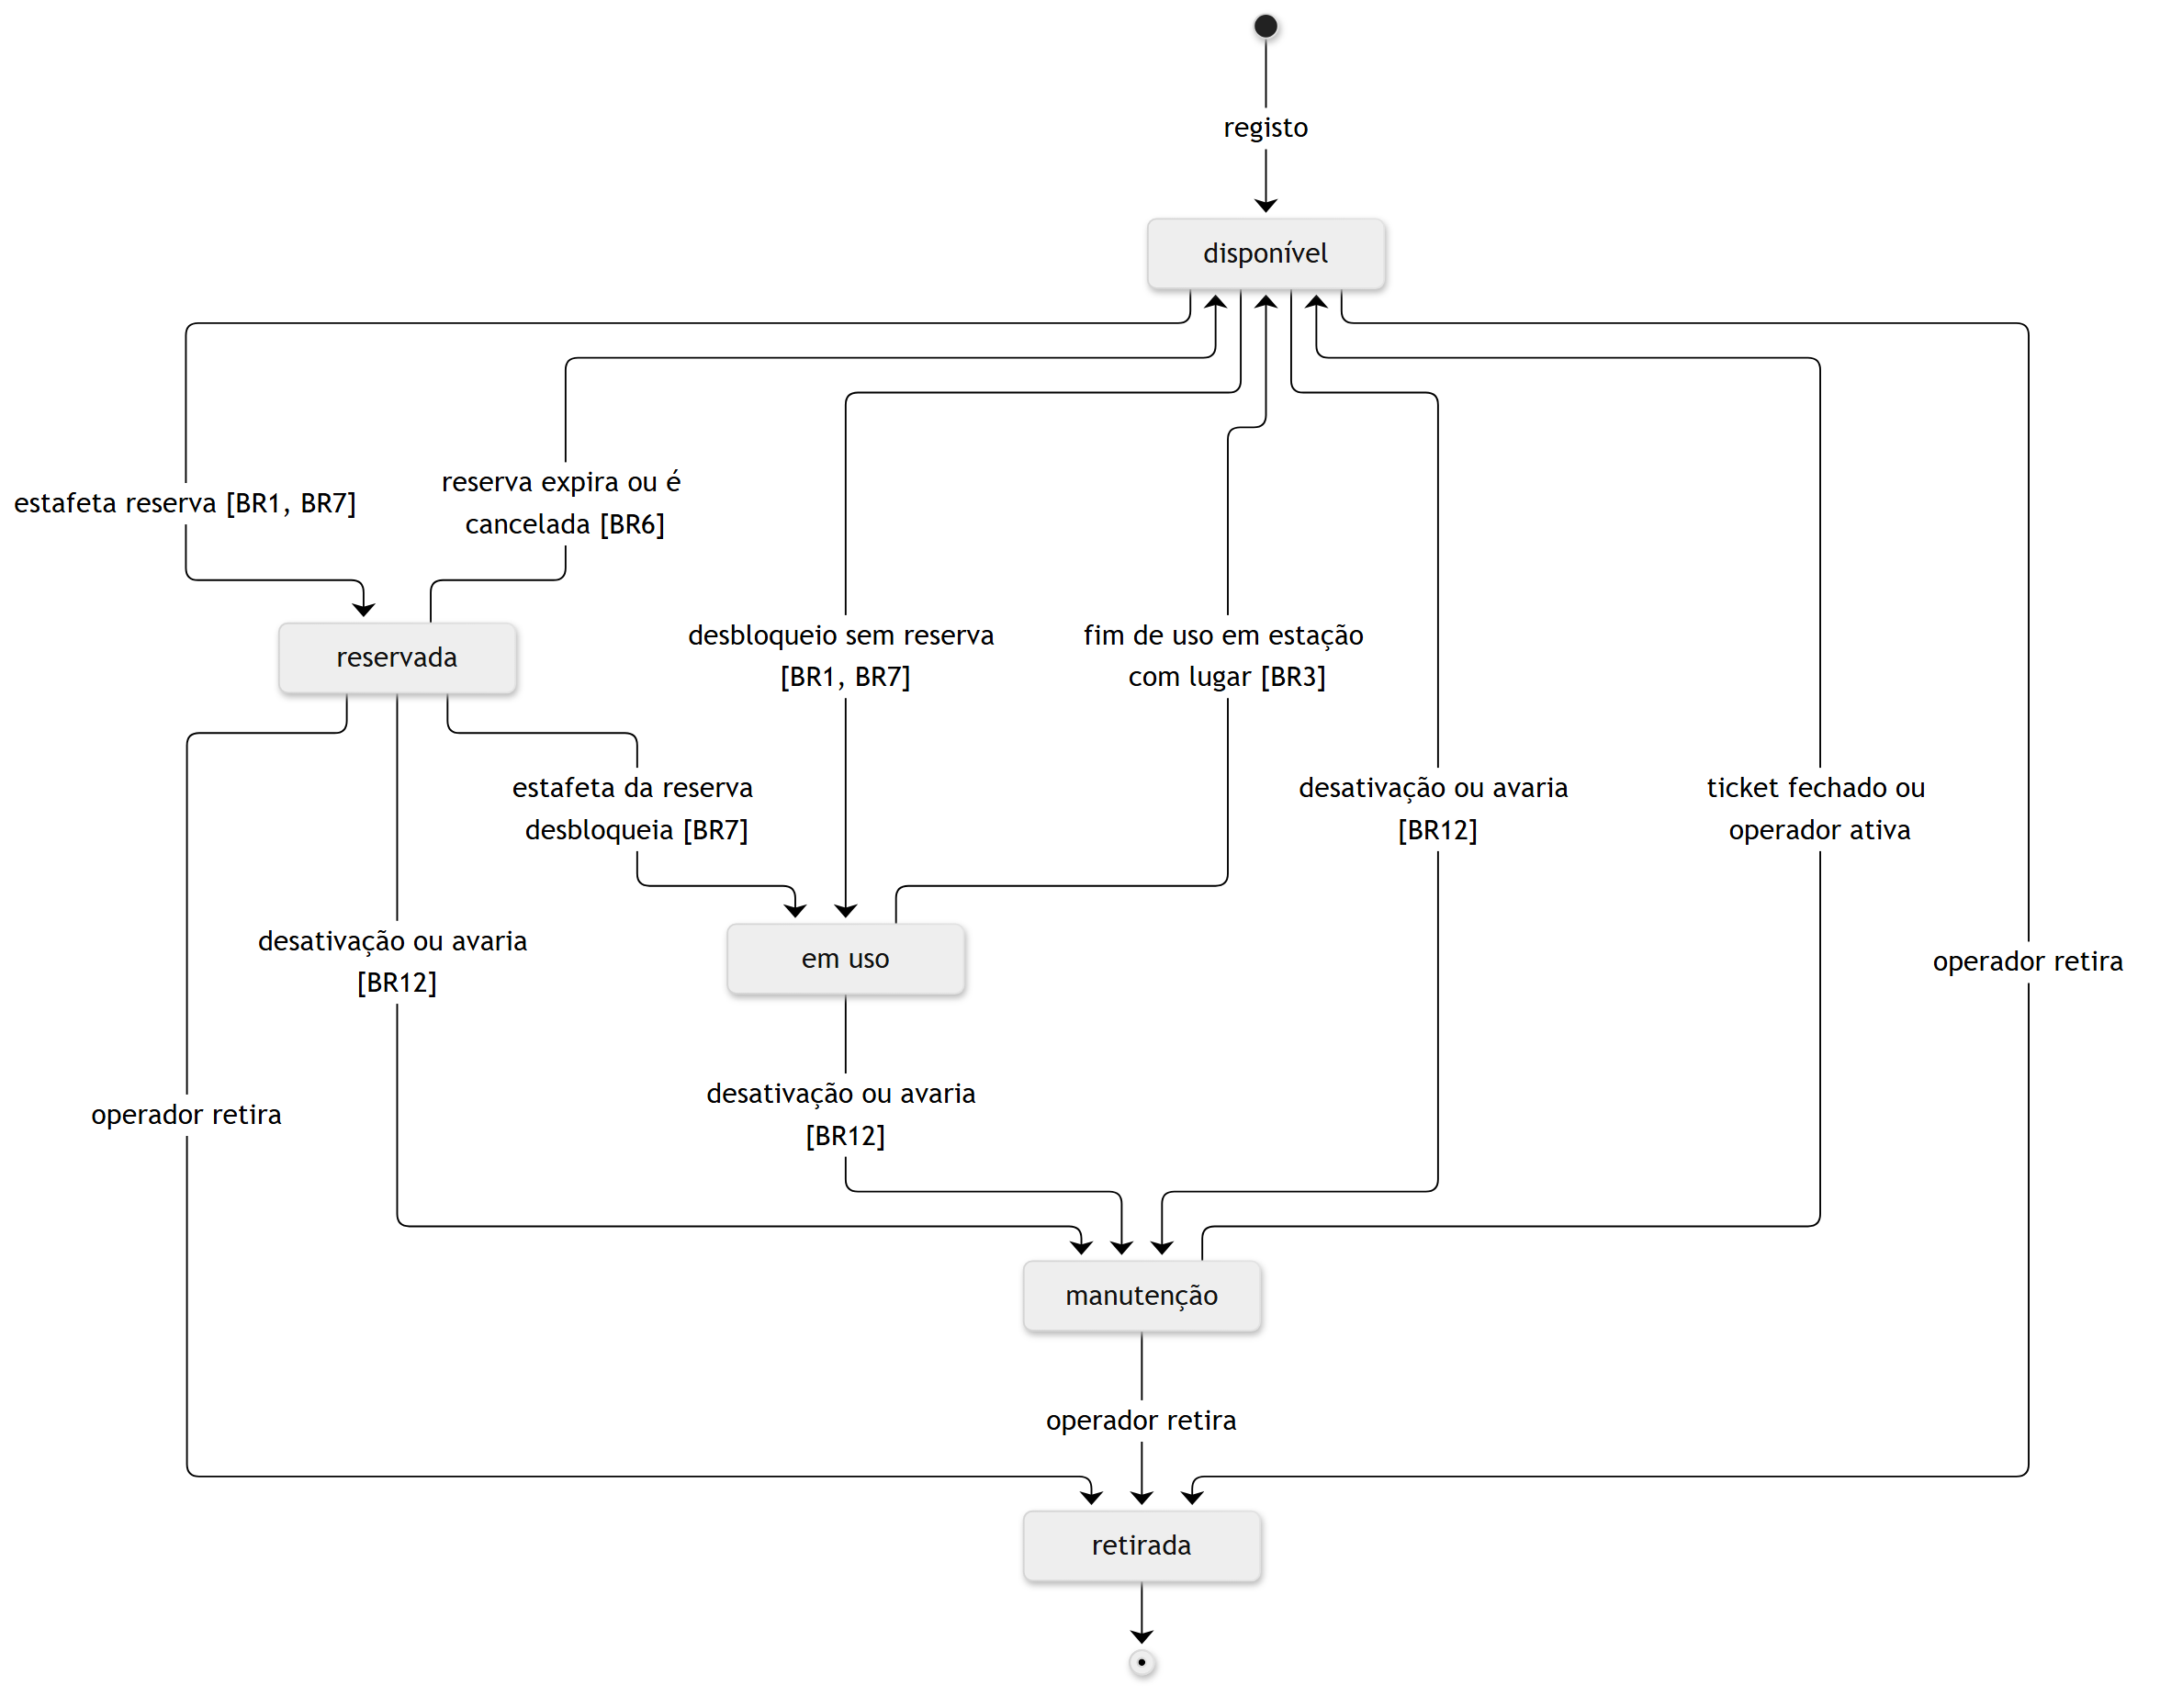 registo
disponível
estafeta reserva [BR1, BR7]
reserva expira ou é
cancelada [BR6]
desbloqueio sem reserva
[BR1, BR7]
fim de uso em estação
com lugar [BR3]
reservada
estafeta da reserva
desbloqueia [BR7]
desativação ou avaria
[BR12]
ticket fechado ou
operador ativa
desativação ou avaria
[BR12]
em uso
operador retira
operador retira
desativação ou avaria
[BR12]
manutenção
operador retira
retirada